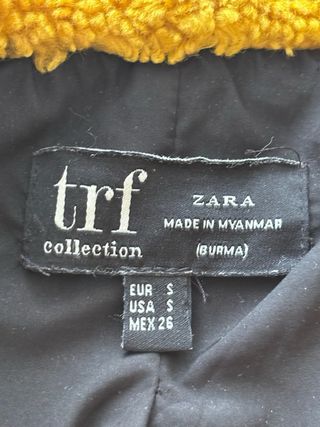 trf
collection
ZARA
MADE IN MYANMAR
(BURMA)
EUR S
USA S
MEX 26